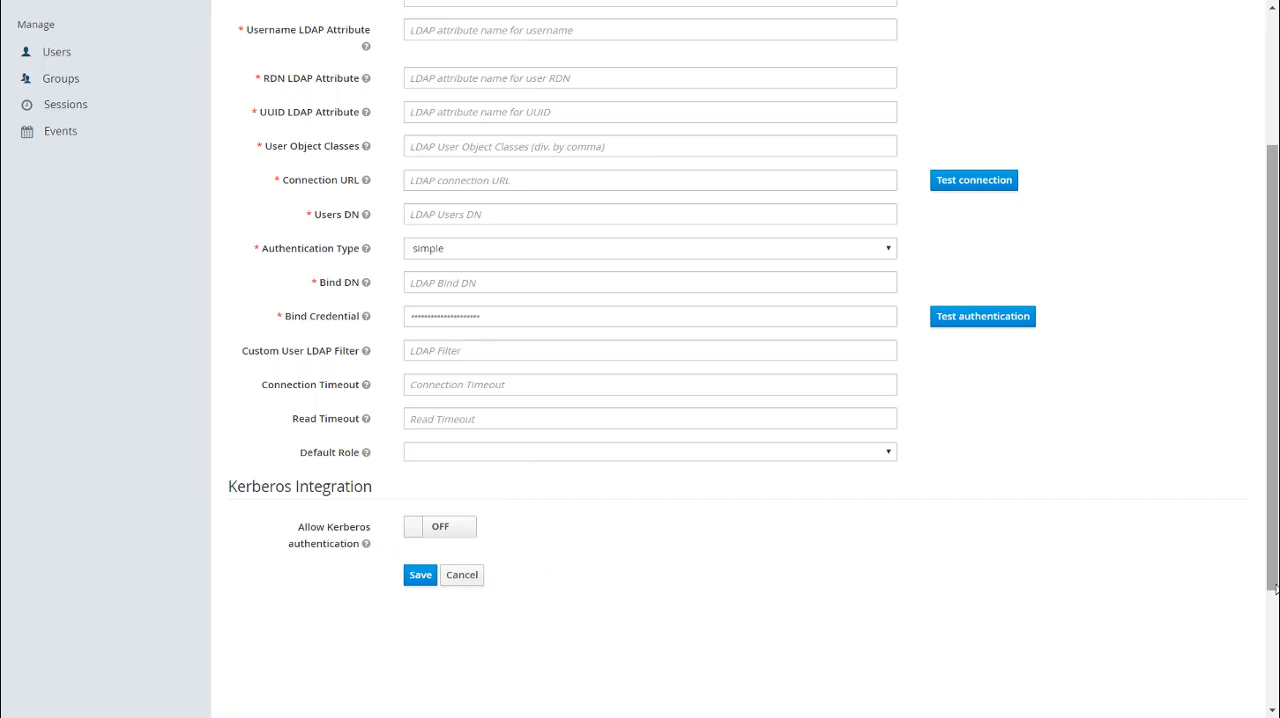 Manage
Users
Groups
Sessions
Events
* Username LDAP Attribute
LDAP attribute name for username
* RDN LDAP Attribute
LDAP attribute name for user RDN
* UUID LDAP Attribute
LDAP attribute name for UUID
* User Object Classes
LDAP User Object Classes (div. by comma)
* Connection URL
LDAP connection URL
Test connection
* Users DN
LDAP Users DN
* Authentication Type
simple
* Bind DN
LDAP Bind DN
* Bind Credential
Test authentication
Custom User LDAP Filter
LDAP Filter
Connection Timeout
Connection Timeout
Read Timeout
Read Timeout
Default Role
Kerberos Integration
Allow Kerberos
authentication
OFF
Save
Cancel